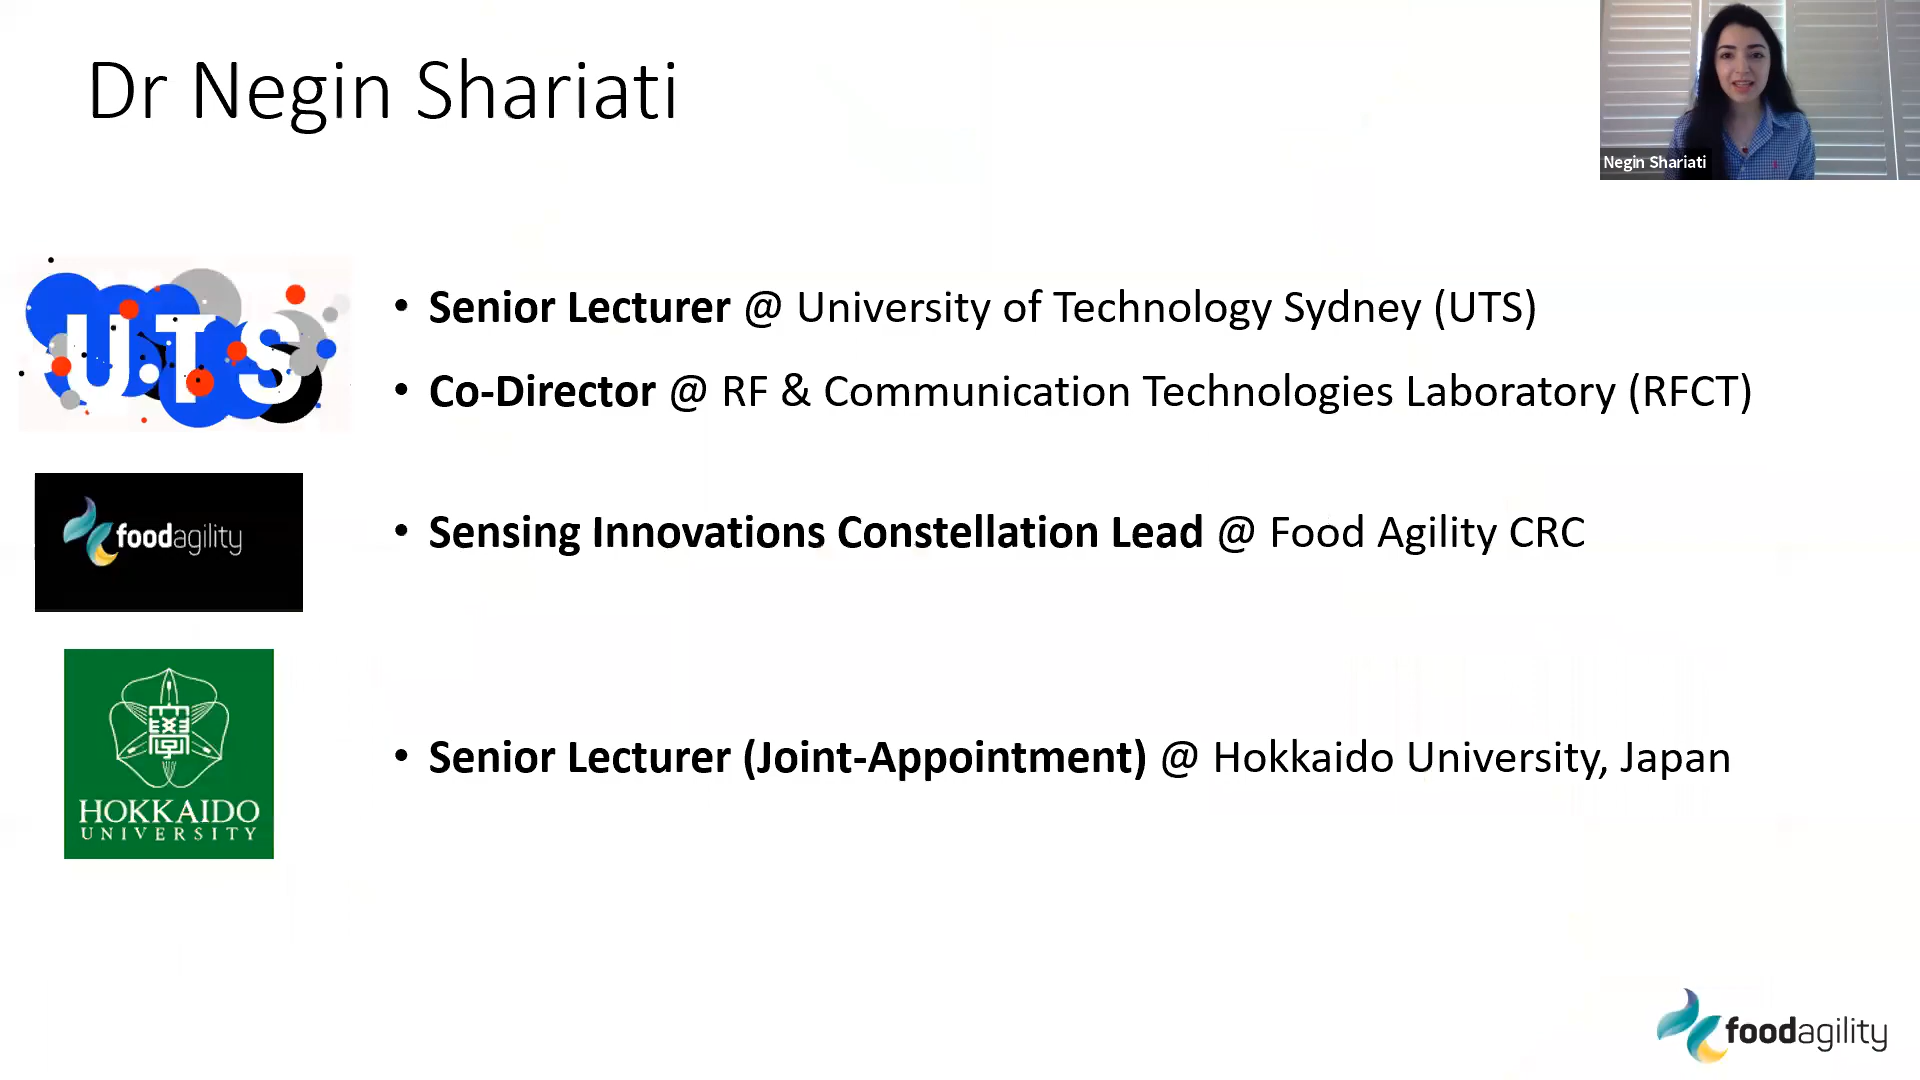 Dr Negin Shariati
Negin Shariati
UTS
• Senior Lecturer @ University of Technology Sydney (UTS)
• Co-Director @ RF & Communication Technologies Laboratory (RFCT)
foodagility
• Sensing Innovations Constellation Lead @ Food Agility CRC
HOKKAIDO
UNIVERSITY
• Senior Lecturer (Joint-Appointment) @ Hokkaido University, Japan
foodagility